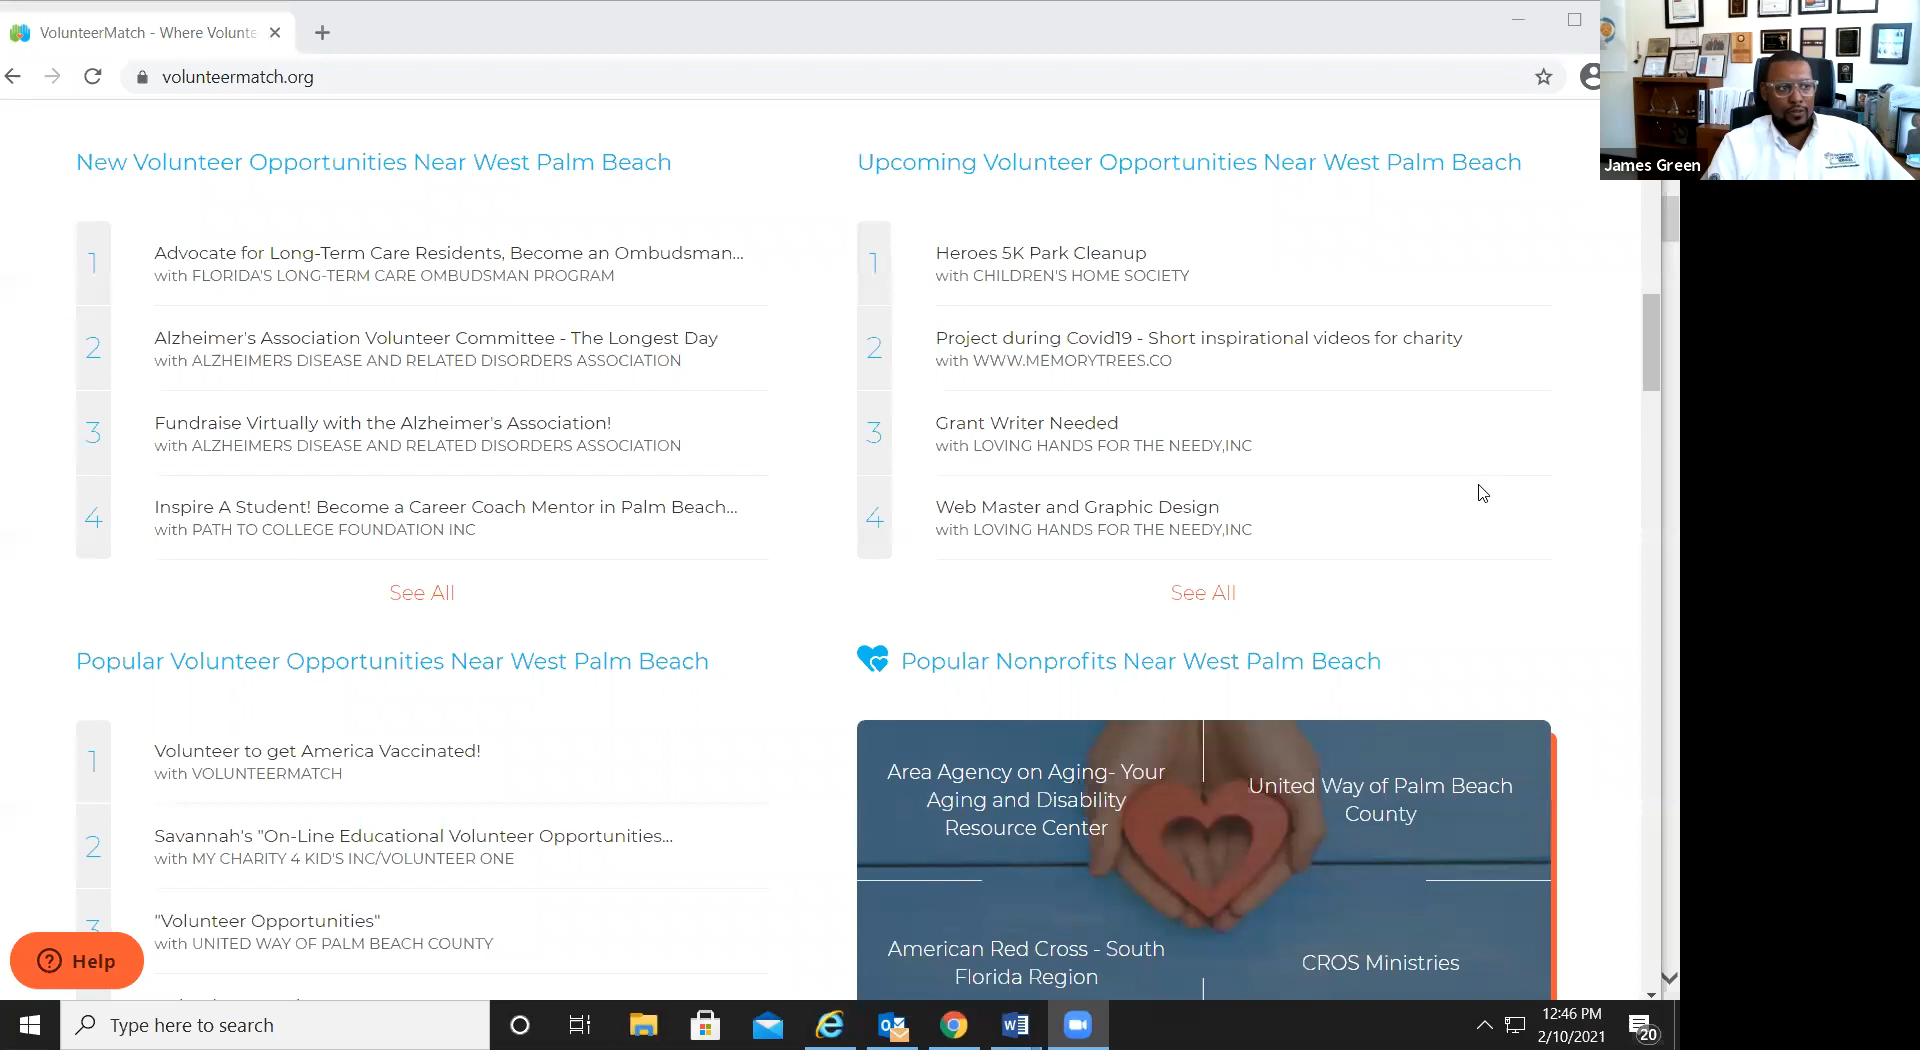 VolunteerMatch - Where Volunte
volunteermatch.org
James Green
New Volunteer Opportunities Near West Palm Beach
1
Advocate for Long-Term Care Residents, Become an Ombudsman...
with FLORIDA'S LONG-TERM CARE OMBUDSMAN PROGRAM
2
Alzheimer's Association Volunteer Committee - The Longest Day
with ALZHEIMERS DISEASE AND RELATED DISORDERS ASSOCIATION
3
Fundraise Virtually with the Alzheimer's Association!
with ALZHEIMERS DISEASE AND RELATED DISORDERS ASSOCIATION
4
Inspire A Student! Become a Career Coach Mentor in Palm Beach...
with PATH TO COLLEGE FOUNDATION INC
See All
Upcoming Volunteer Opportunities Near West Palm Beach
1
Heroes 5K Park Cleanup
with CHILDREN'S HOME SOCIETY
2
Project during Covid19 - Short inspirational videos for charity
with WWW.MEMORYTREES.CO
3
Grant Writer Needed
with LOVING HANDS FOR THE NEEDY,INC
4
Web Master and Graphic Design
with LOVING HANDS FOR THE NEEDY,INC
See All
Popular Volunteer Opportunities Near West Palm Beach
1
Volunteer to get America Vaccinated!
with VOLUNTEERMATCH
2
Savannah's "On-Line Educational Volunteer Opportunities...
with MY CHARITY 4 KID'S INC/VOLUNTEER ONE
3
"Volunteer Opportunities"
with UNITED WAY OF PALM BEACH COUNTY
Popular Nonprofits Near West Palm Beach
Area Agency on Aging- Your
Aging and Disability
Resource Center
United Way of Palm Beach
County
American Red Cross - South
Florida Region
CROS Ministries
Help
Type here to search
12:46 PM
2/10/2021
20